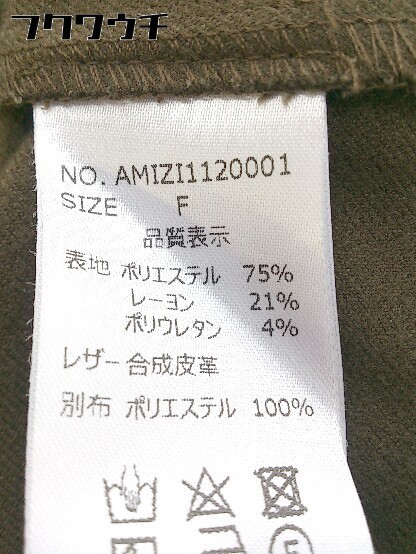 フクワウチ
NO. AMIZI1120001
SIZE F
品質表示
表地 ポリエステル 75%
レーヨン 21%
ポリウレタン 4%
レザー 合成皮革
別布 ポリエステル 100%